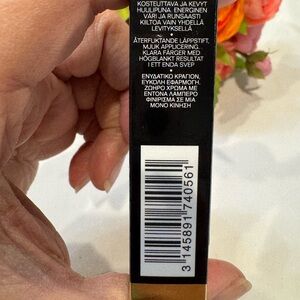 KOSTEUTTAVA JA KEVYT
HUULIPUNA. ENERGINEN
VÄRI JA RUNSAASTI
KIILTOA VAIN YHDELLÄ
LEVITYKSELLÄ
ÅTERFUKTANDE LÄPPSTIFT,
MJUK APPLICERING.
KLARA FÄRGER MED
HÖGBLANKT RESULTAT
I ETT ENDA SVEP
ΕΝΥΔΑΤΙΚΟ ΚΡΑΓΙΟΝ,
ΕΥΚΟΛΗ ΕΦΑΡΜΟΓΗ.
ΖΩΗΡΟ ΧΡΩΜΑ ΜΕ
ΕΝΤΟΝΑ ΛΑΜΠΕΡΟ
ΦΙΝΙΡΙΣΜΑ ΣΕ ΜΙΑ
ΜΟΝΟ ΚΙΝΗΣΗ
3 145891 740561